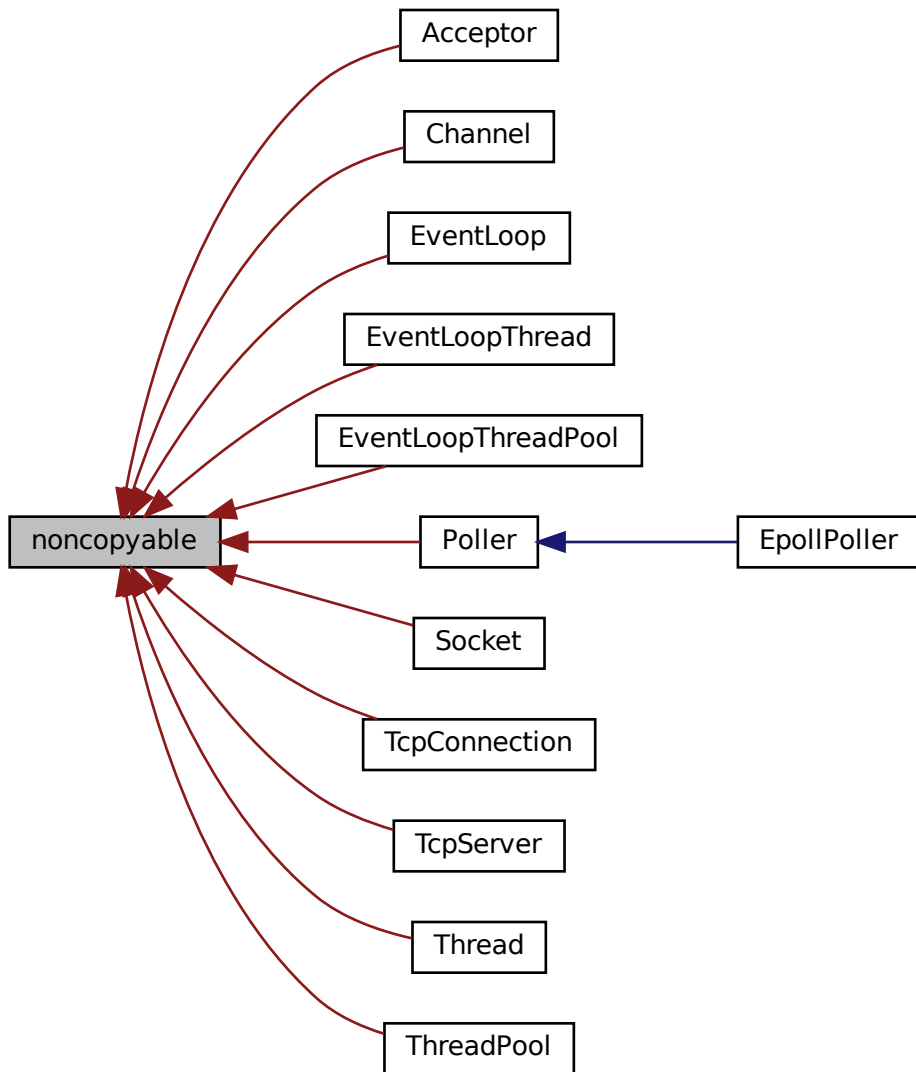 Acceptor
Channel
EventLoop
EventLoopThread
EventLoopThreadPool
noncopyable
Poller
EpollPoller
Socket
TcpConnection
TcpServer
Thread
ThreadPool